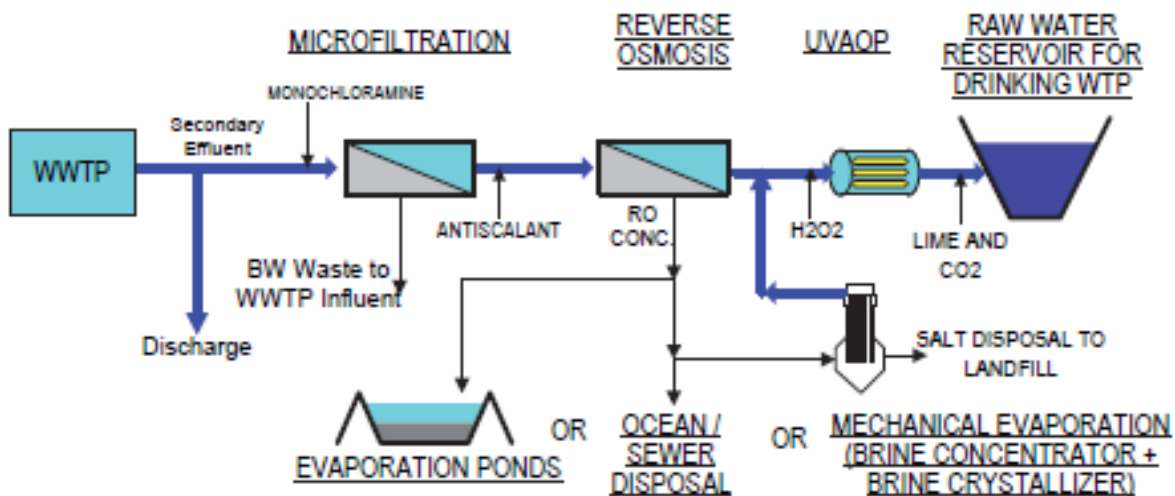 MICROFILTRATION
REVERSE
OSMOSIS
UVAOP
RAW WATER
RESERVOIR FOR
DRINKING WTP
MONOCHLORAMINE
Secondary
Effluent
WWTP
ANTISCALANT
RO
CONC.
H2O2
LIME AND
CO2
BW Waste to
WWTP Influent
Discharge
SALT DISPOSAL TO
LANDFILL
EVAPORATION PONDS
OR
OCEAN /
SEWER
DISPOSAL
OR
MECHANICAL EVAPORATION
(BRINE CONCENTRATOR +
BRINE CRYSTALLIZER)